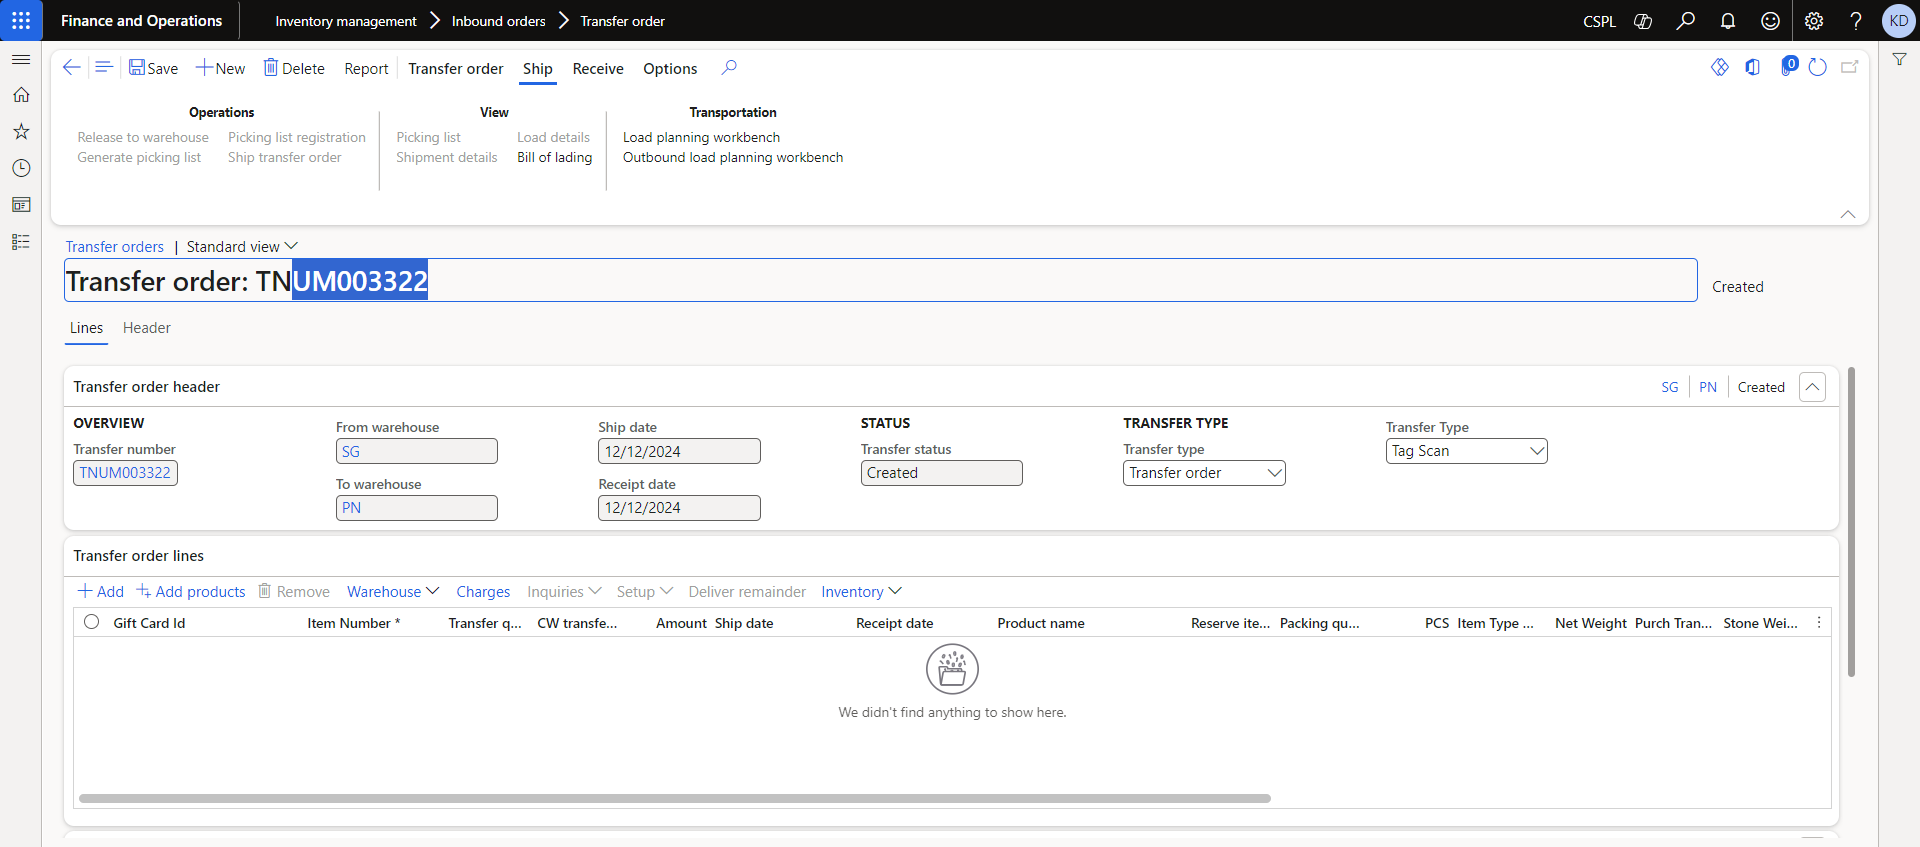 Finance and Operations
Inventory management
Inbound orders
Transfer order
CSPL
KD
Save
New
Delete
Report
Transfer order
Ship
Receive
Options
0
Operations
Release to warehouse
Picking list registration
Generate picking list
Ship transfer order
View
Picking list
Load details
Shipment details
Bill of lading
Transportation
Load planning workbench
Outbound load planning workbench
Transfer orders | Standard view
Transfer order: TNUM003322
Created
Lines
Header
Transfer order header
SG
PN
Created
OVERVIEW
Transfer number
TNUM003322
From warehouse
SG
To warehouse
PN
Ship date
12/12/2024
Receipt date
12/12/2024
STATUS
Transfer status
Created
TRANSFER TYPE
Transfer type
Transfer order
Transfer Type
Tag Scan
Transfer order lines
Add
Add products
Remove
Warehouse
Charges
Inquiries
Setup
Deliver remainder
Inventory
Gift Card Id
Item Number *
Transfer q...
CW transfe...
Amount
Ship date
Receipt date
Product name
Reserve ite...
Packing qu...
PCS
Item Type ...
Net Weight
Purch Tran...
Stone Wei...
We didn't find anything to show here.